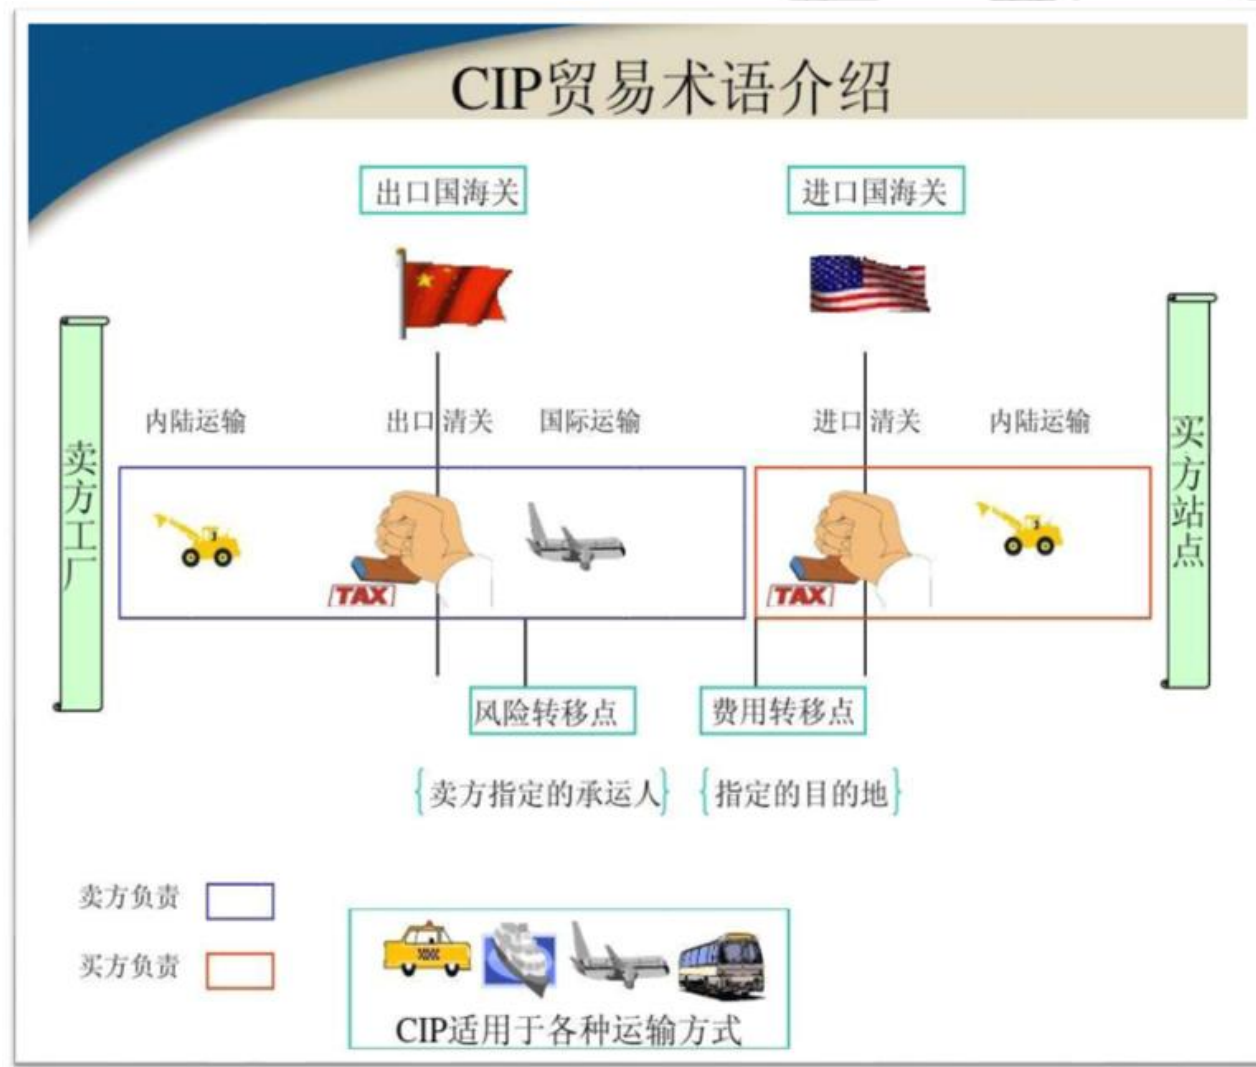 CIP贸易术语介绍
出口国海关
进口国海关
卖方工厂
内陆运输
出口清关
国际运输
进口清关
内陆运输
买方站点
TAX
TAX
风险转移点
费用转移点
{卖方指定的承运人}
{指定的目的地}
卖方负责
买方负责
CIP适用于各种运输方式